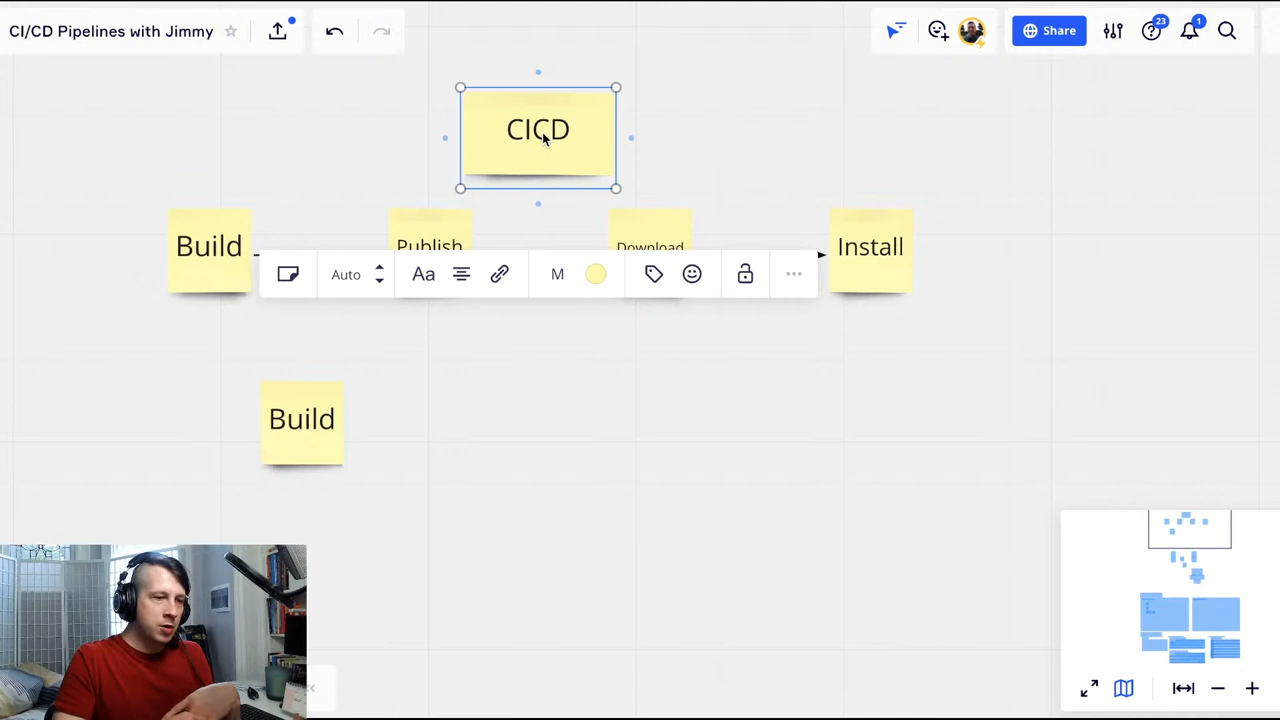 CI/CD Pipelines with Jimmy
Share
23
1
CICD
Build
Publish
Download
Install
Auto
Aa
M
Build